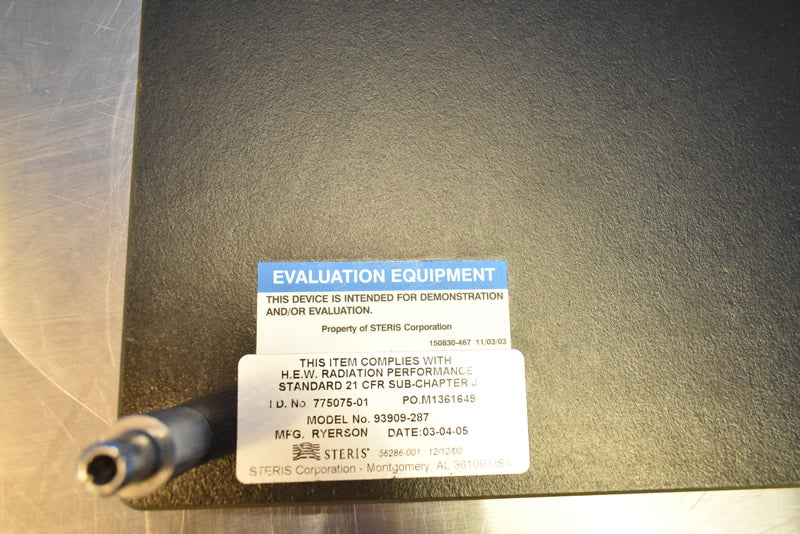 EVALUATION EQUIPMENT
THIS DEVICE IS INTENDED FOR DEMONSTRATION
AND/OR EVALUATION.
Property of STERIS Corporation
150830-467 11/03/03
THIS ITEM COMPLIES WITH
H.E.W. RADIATION PERFORMANCE
STANDARD 21 CFR SUB-CHAPTER J
I D. No 775075-01 PO.M1361649
MODEL No. 93909-287
MFG. RYERSON DATE:03-04-05
STERIS® 56286-001 12/12/00
STERIS Corporation - Montgomery, AL 36109 USA